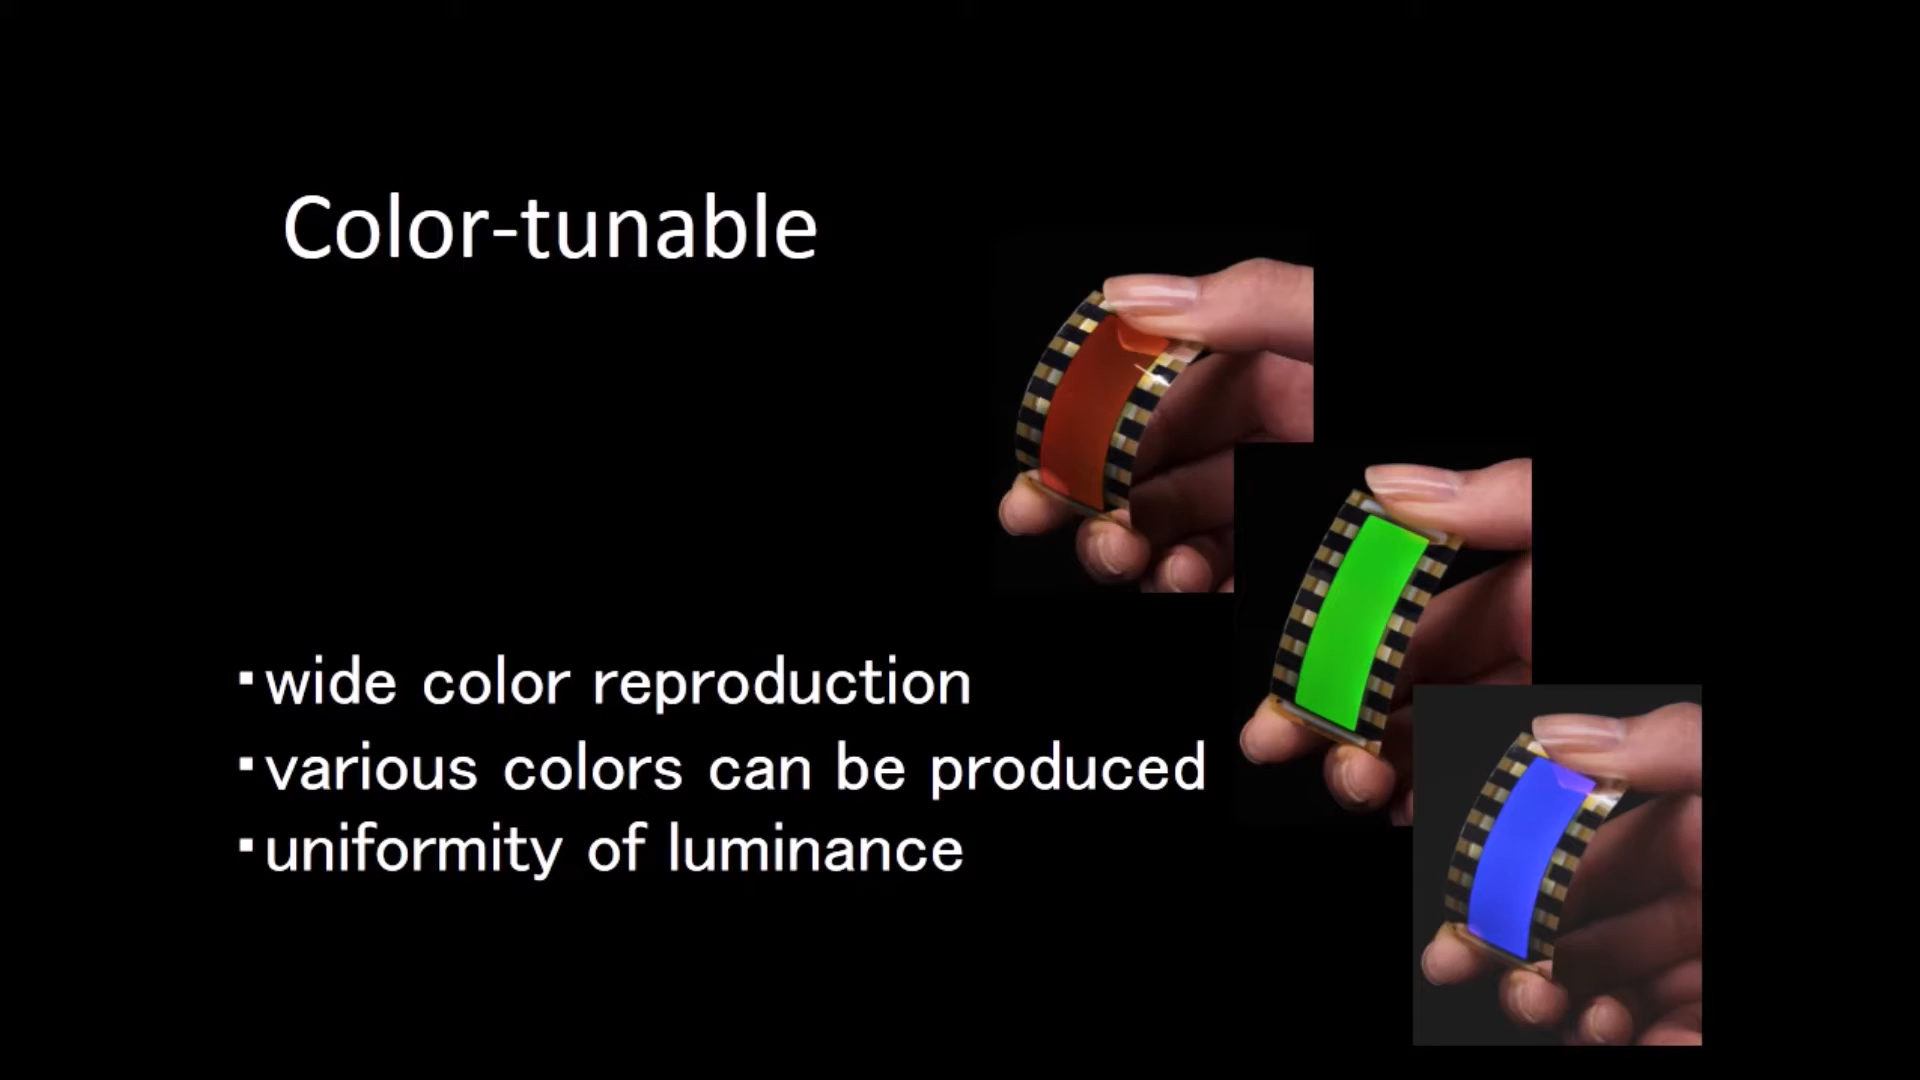 Color-tunable
▪wide color reproduction
▪various colors can be produced
▪uniformity of luminance